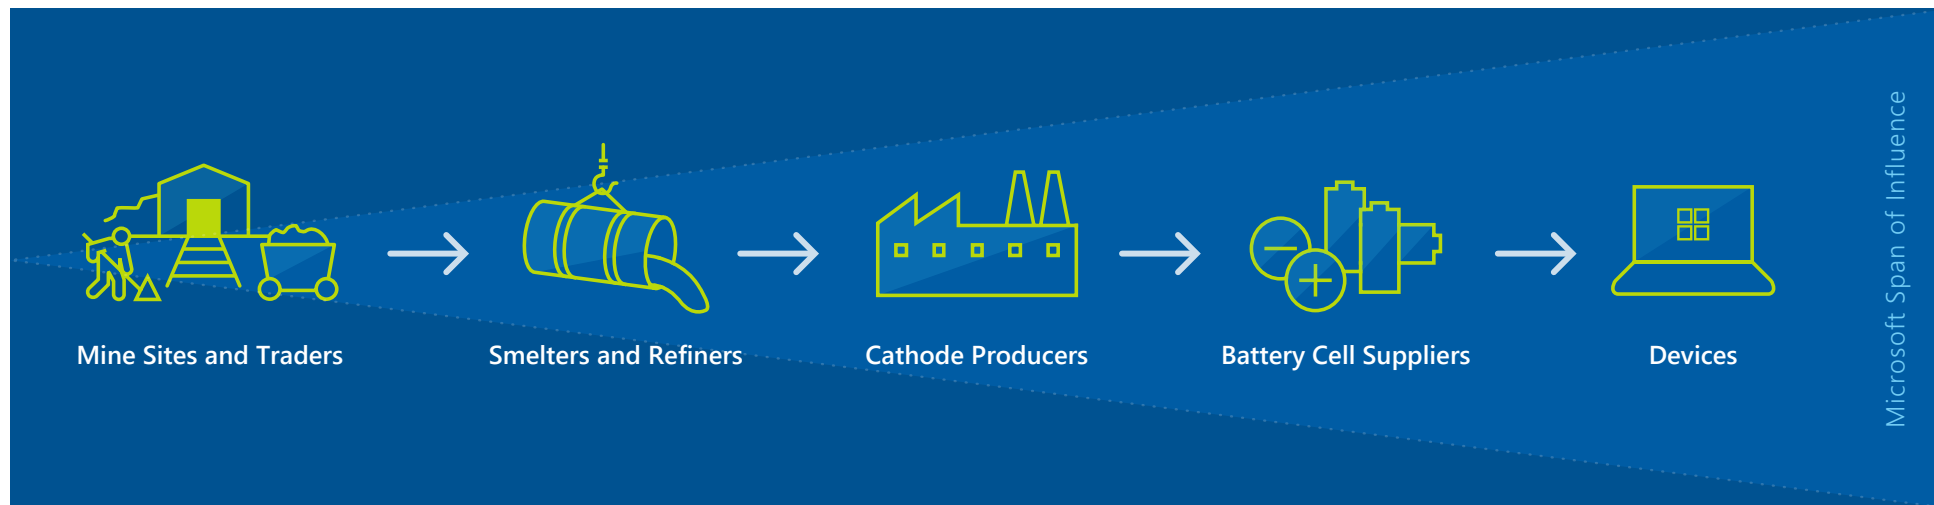 Mine Sites and Traders
Smelters and Refiners
Cathode Producers
Battery Cell Suppliers
Devices
Microsoft Span of Influence